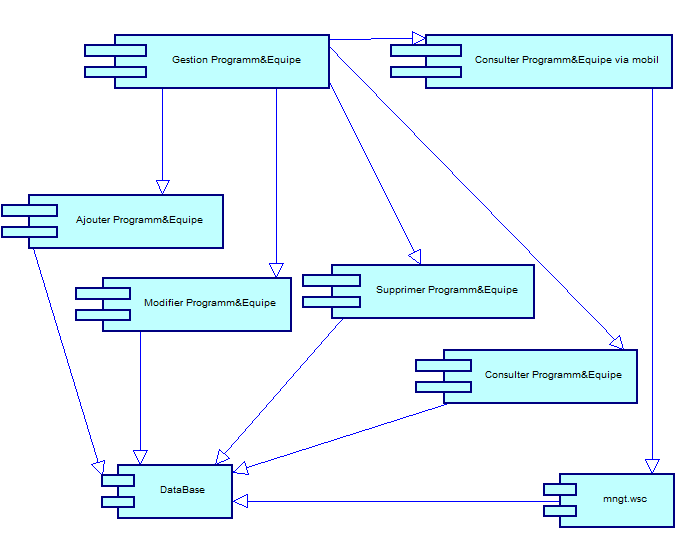 Gestion Programm&Equipe
Consulter Programm&Equipe via mobil
Ajouter Programm&Equipe
Modifier Programm&Equipe
Supprimer Programm&Equipe
Consulter Programm&Equipe
DataBase
mngt.wsc